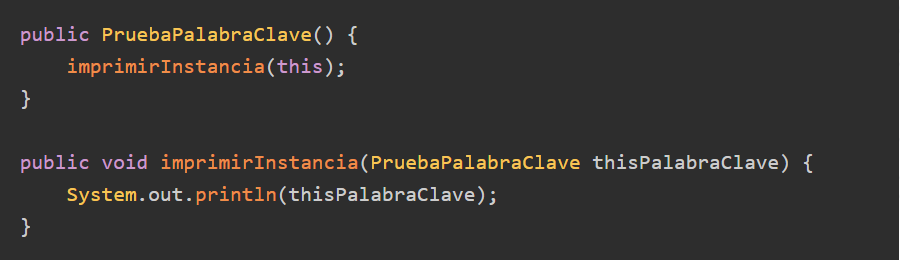 public PruebaPalabraClave() {
    imprimirInstancia(this);
}

public void imprimirInstancia(PruebaPalabraClave thisPalabraClave) {
    System.out.println(thisPalabraClave);
}